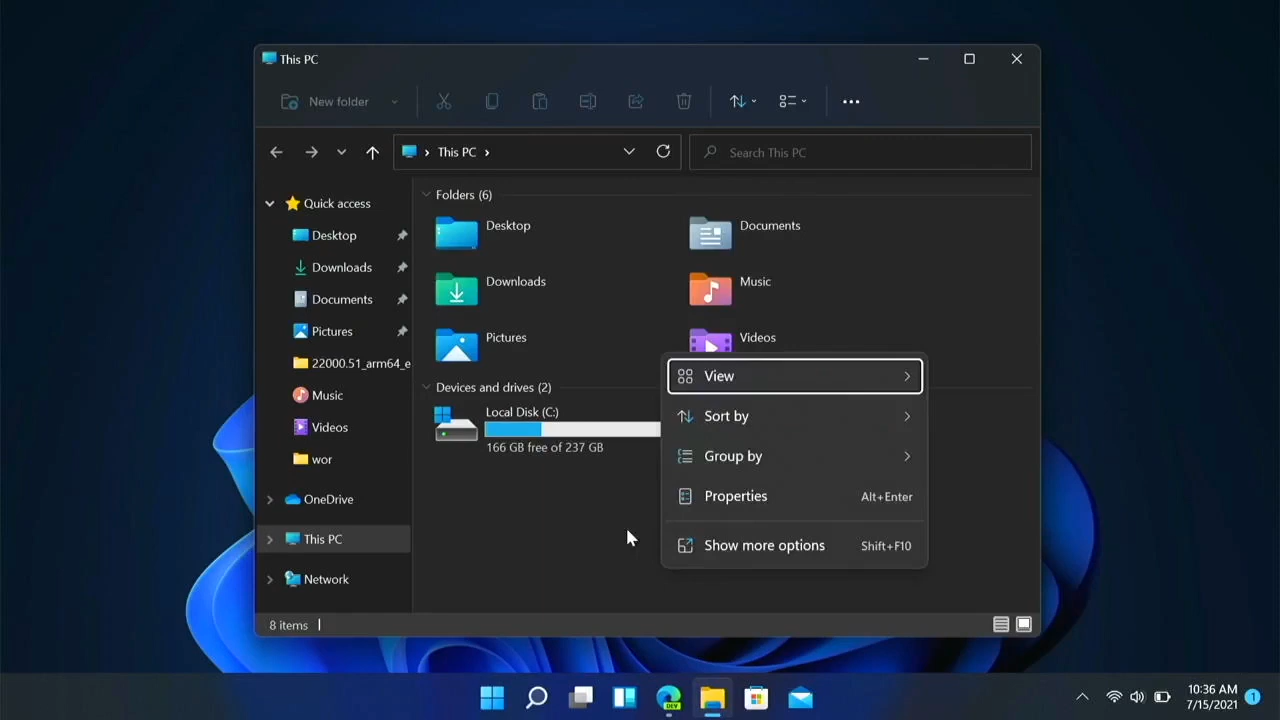 This PC
New folder
This PC
Search This PC
Quick access
Desktop
Downloads
Documents
Pictures
22000.51_arm64_e
Music
Videos
wor
OneDrive
This PC
Network
Folders (6)
Desktop
Documents
Downloads
Music
Pictures
Videos
Devices and drives (2)
Local Disk (C:)
166 GB free of 237 GB
View
Sort by
Group by
Properties Alt+Enter
Show more options Shift+F10
8 items
DEV
10:36 AM
7/15/2021
1